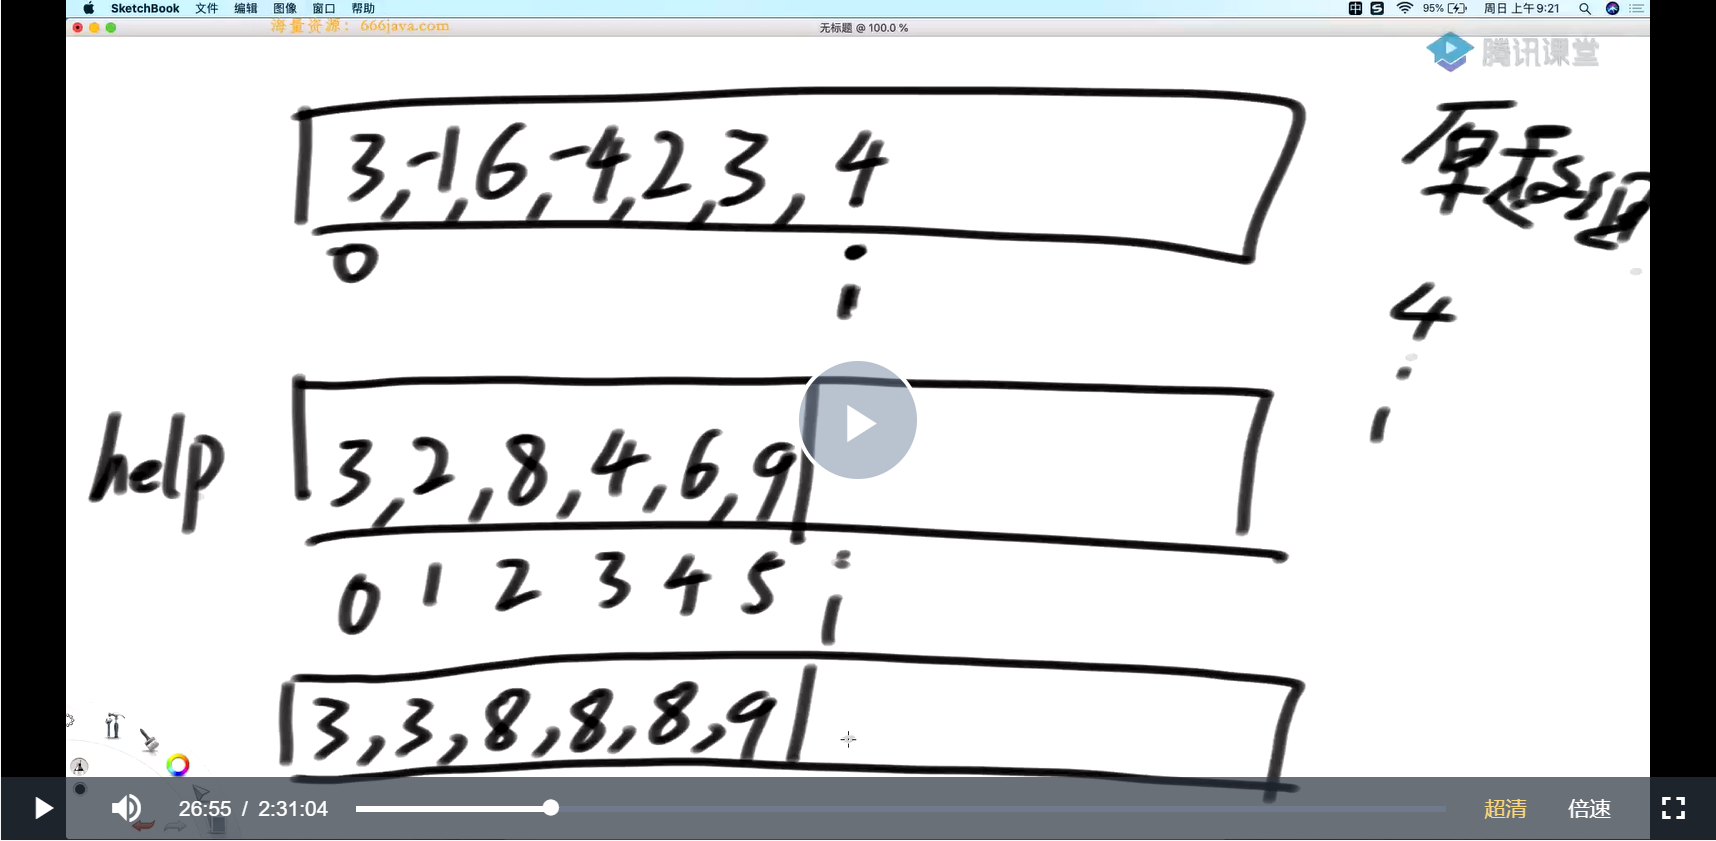 SketchBook 文件 编辑 图像 窗口 帮助 中 S 95% 周日 上午9:21
海量资源：666java.com
无标题 @ 100.0 %
腾讯课堂
3,-1,6,-4,2,3,4
0 i
4
i
help
3,2,8,4,6,9
0 1 2 3 4 5 i
3,3,8,8,8,9
26:55 / 2:31:04 超清 倍速